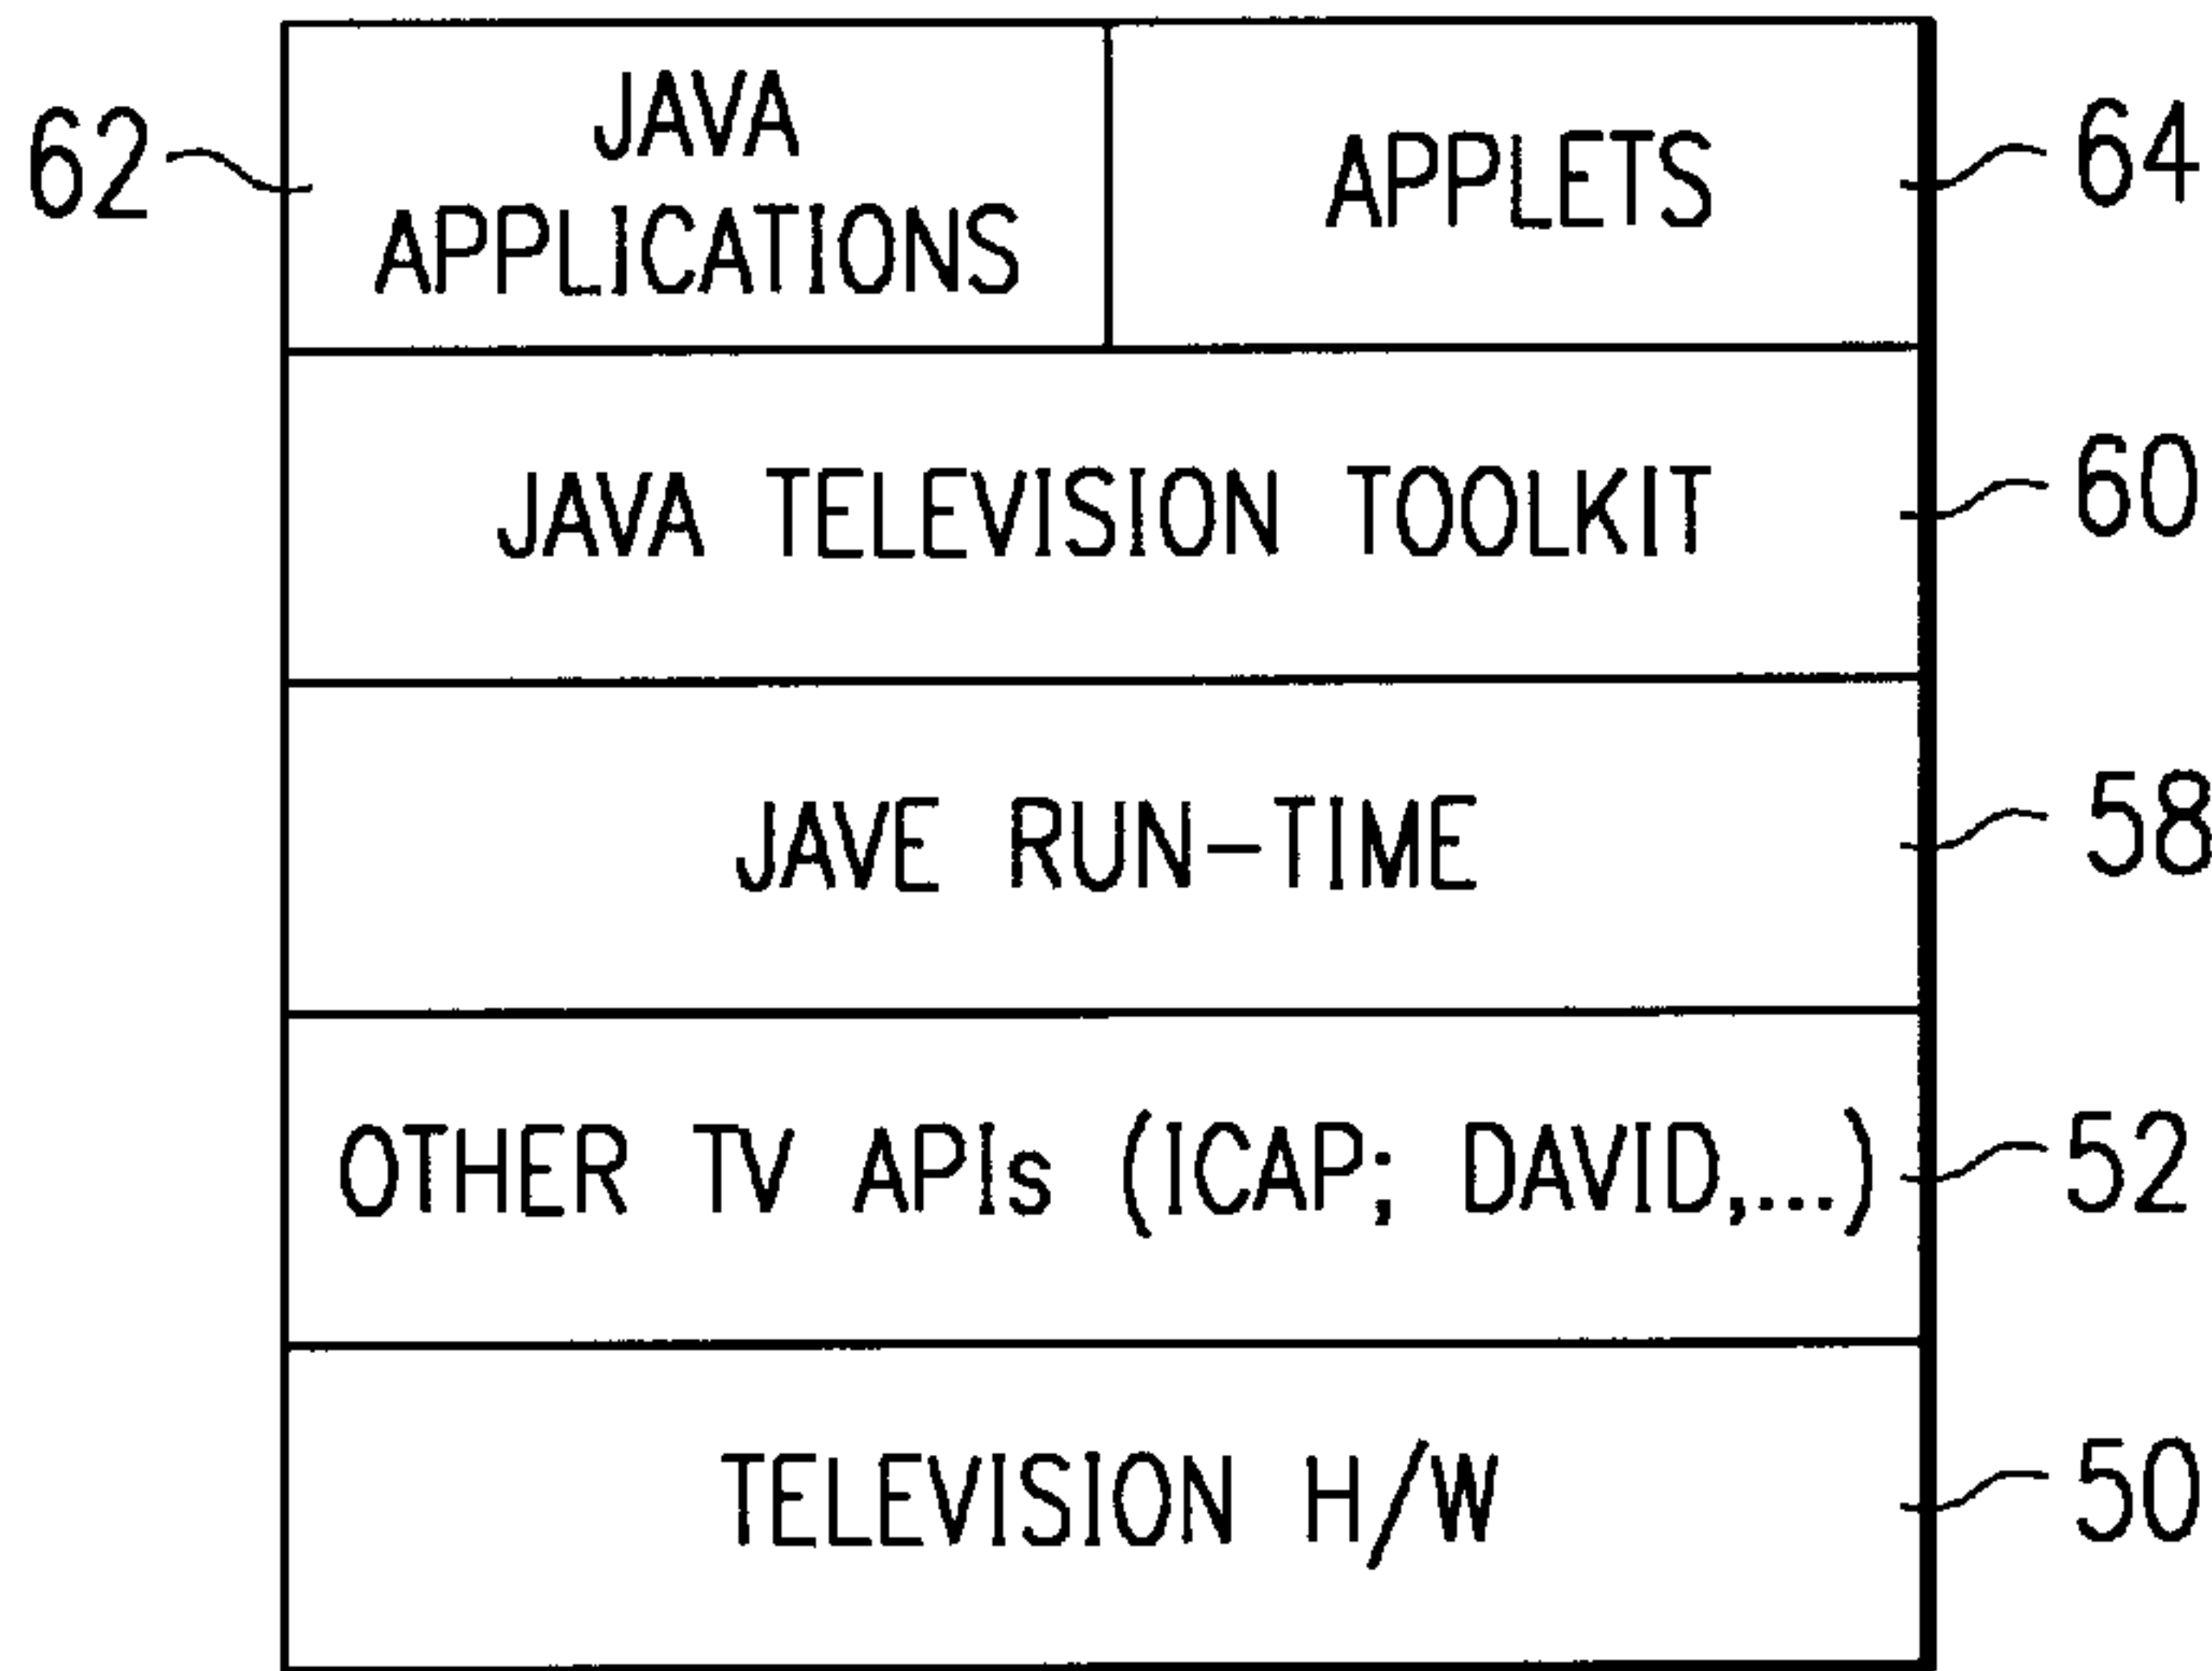 62
JAVA
APPLICATIONS
APPLETS
64
JAVA TELEVISION TOOLKIT
60
JAVE RUN-TIME
58
OTHER TV APIs (ICAP; DAVID,...)
52
TELEVISION H/W
50